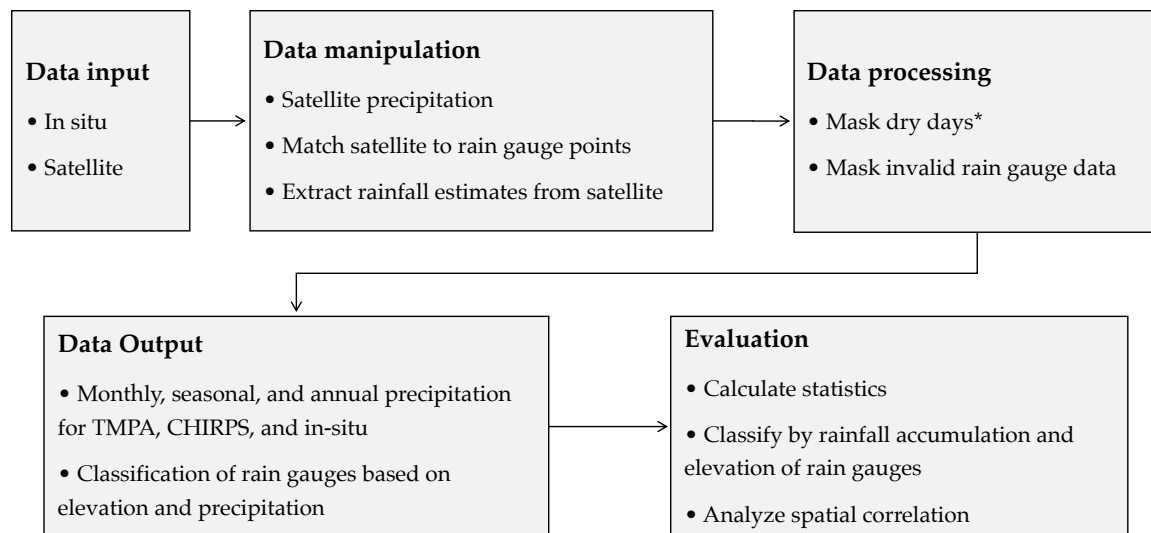 Data input
• In situ
• Satellite
Data manipulation
• Satellite precipitation
• Match satellite to rain gauge points
• Extract rainfall estimates from satellite
Data processing
• Mask dry days*
• Mask invalid rain gauge data
Data Output
• Monthly, seasonal, and annual precipitation
for TMPA, CHIRPS, and in-situ
• Classification of rain gauges based on
elevation and precipitation
Evaluation
• Calculate statistics
• Classify by rainfall accumulation and
elevation of rain gauges
• Analyze spatial correlation